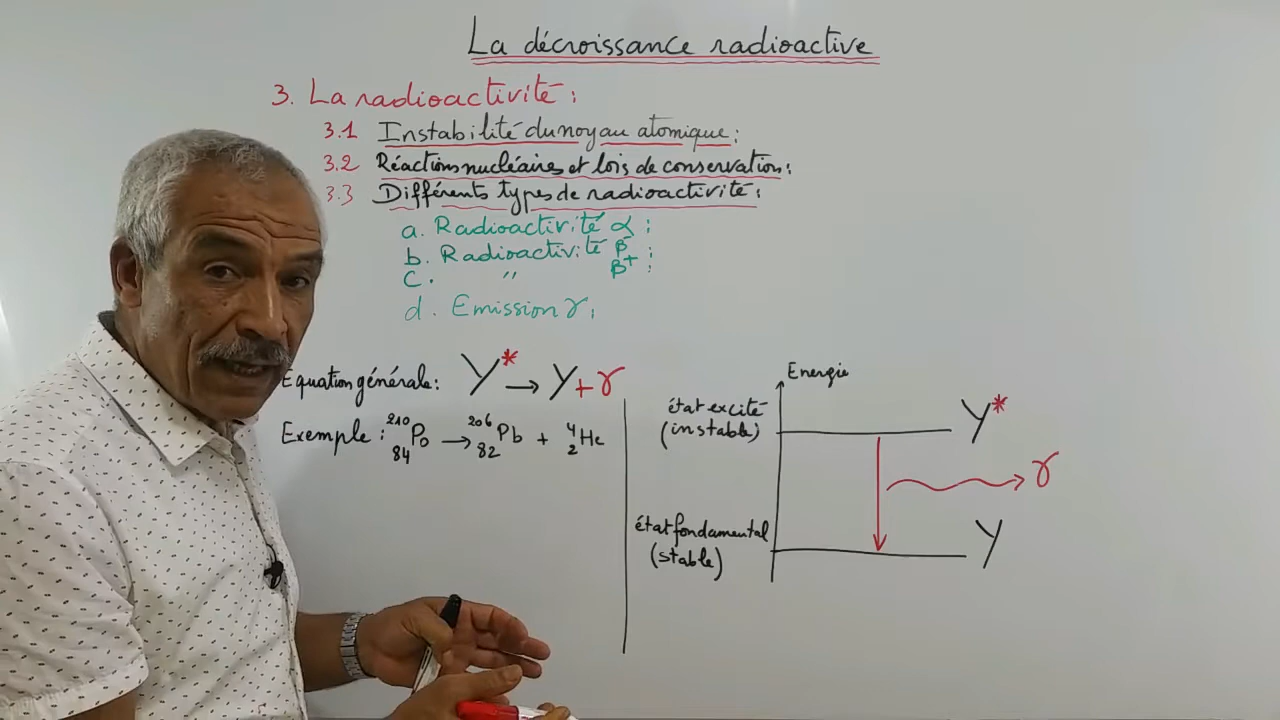 La décroissance radioactive
3. La radioactivité :
3.1 Instabilité du noyau atomique :
3.2 Réactions nucléaires et lois de conservation :
3.3 Différents types de radioactivité :
a. Radioactivité α :
b. Radioactivité β⁻ :
c. " β⁺ :
d. Emission γ :
Equation générale : Y* → Y + γ
Exemple : ²¹⁰₈₄Po → ²⁰⁶₈₂Pb + ⁴₂He
Energie
état excité
(instable)
Y*
γ
état fondamental
(stable)
Y